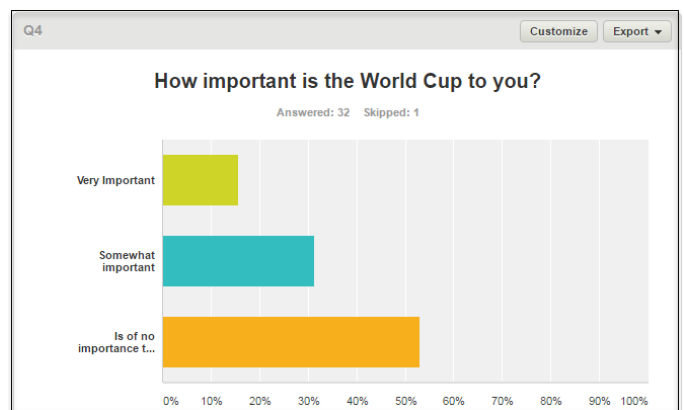 Q4
Customize
Export
How important is the World Cup to you?
Answered: 32 Skipped: 1
Very Important
Somewhat
important
Is of no
importance t...
0% 10% 20% 30% 40% 50% 60% 70% 80% 90% 100%